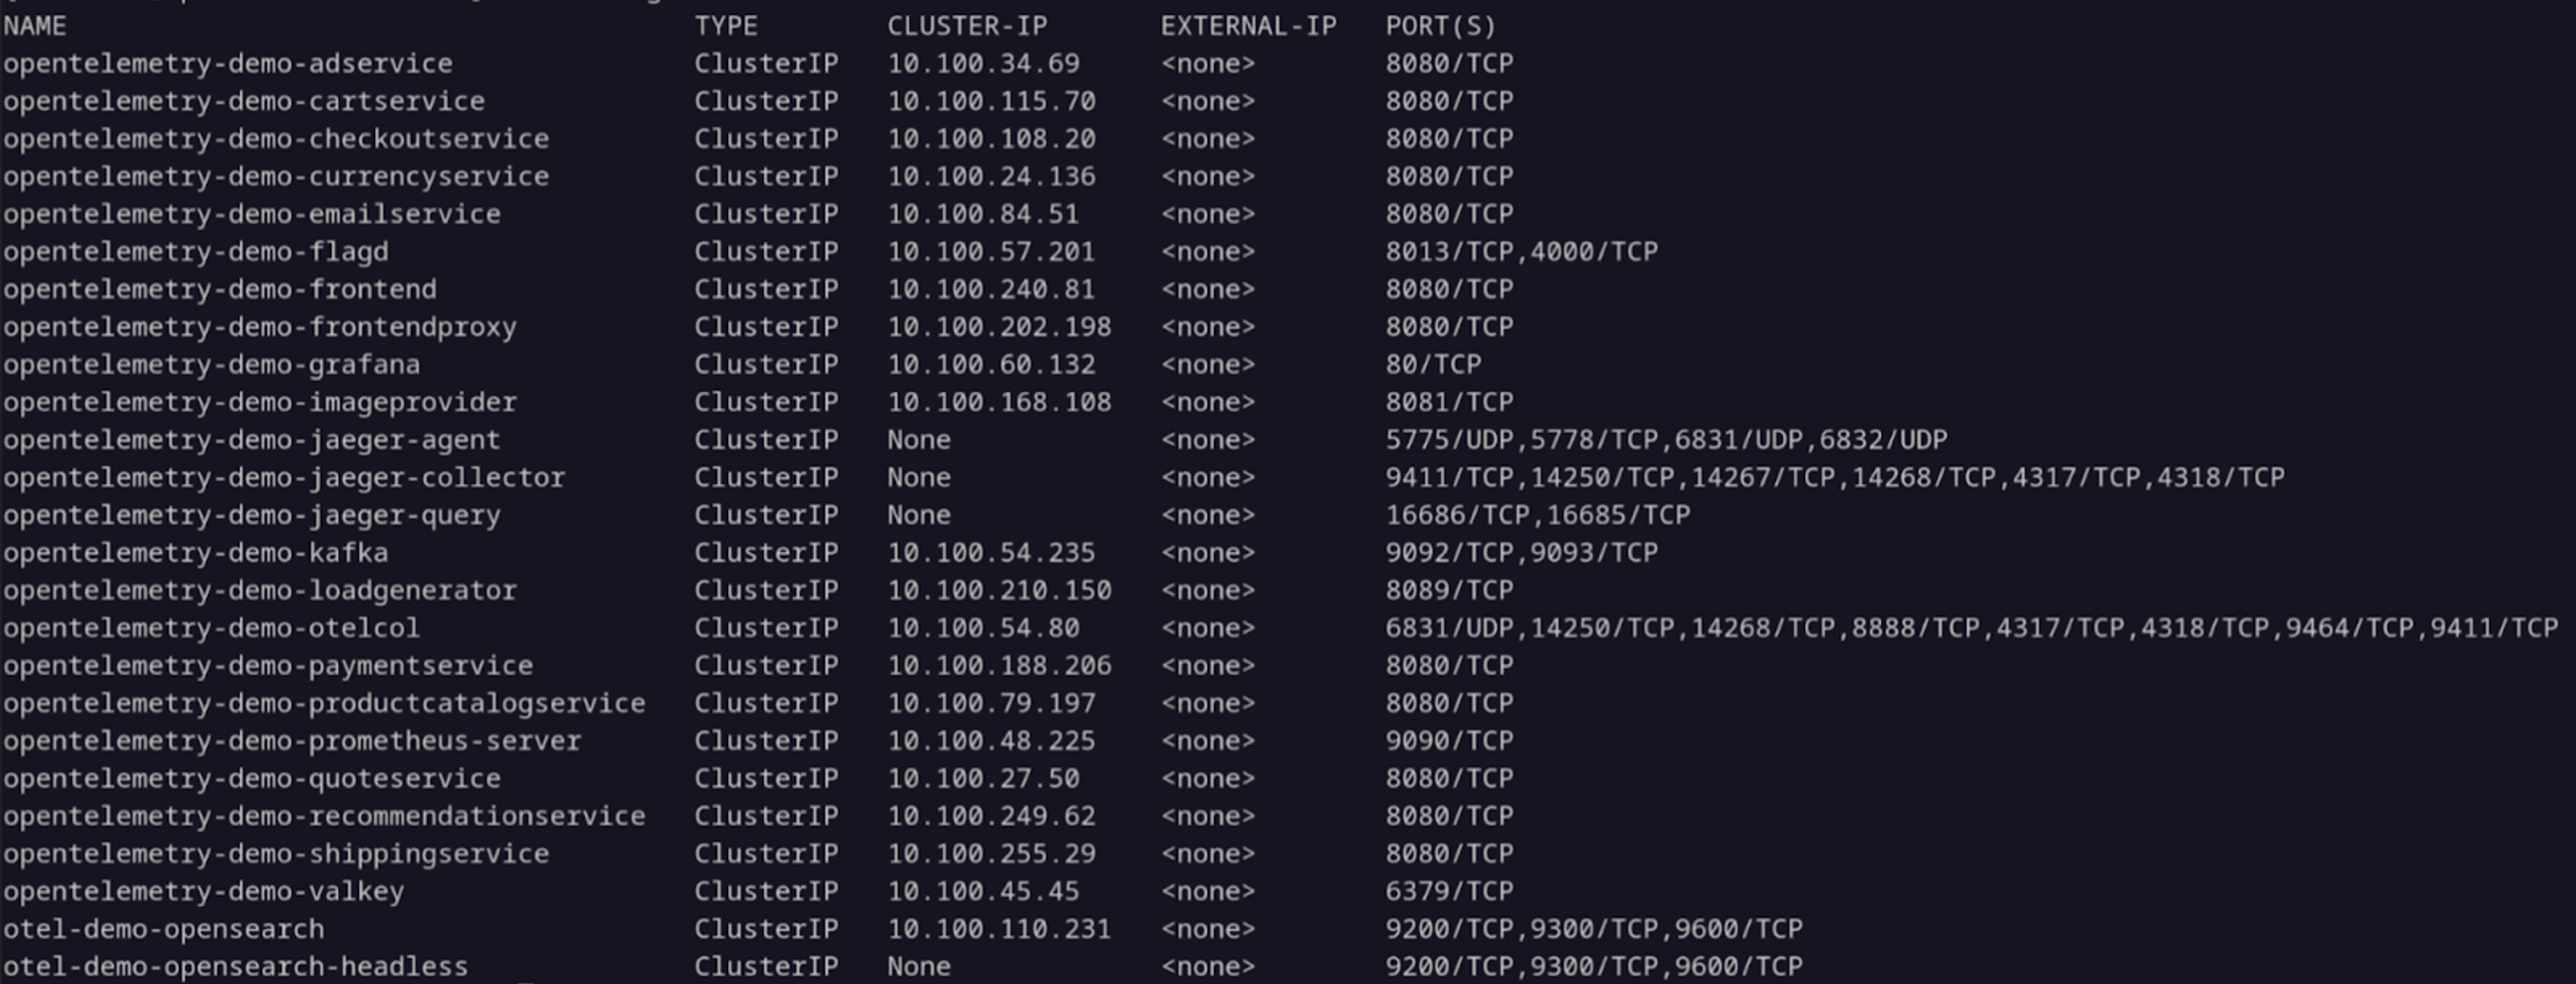 NAME TYPE CLUSTER-IP EXTERNAL-IP PORT(S)
opentelemetry-demo-adservice ClusterIP 10.100.34.69 <none> 8080/TCP
opentelemetry-demo-cartservice ClusterIP 10.100.115.70 <none> 8080/TCP
opentelemetry-demo-checkoutservice ClusterIP 10.100.108.20 <none> 8080/TCP
opentelemetry-demo-currencyservice ClusterIP 10.100.24.136 <none> 8080/TCP
opentelemetry-demo-emailservice ClusterIP 10.100.84.51 <none> 8080/TCP
opentelemetry-demo-flagd ClusterIP 10.100.57.201 <none> 8013/TCP,4000/TCP
opentelemetry-demo-frontend ClusterIP 10.100.240.81 <none> 8080/TCP
opentelemetry-demo-frontendproxy ClusterIP 10.100.202.198 <none> 8080/TCP
opentelemetry-demo-grafana ClusterIP 10.100.60.132 <none> 80/TCP
opentelemetry-demo-imageprovider ClusterIP 10.100.168.108 <none> 8081/TCP
opentelemetry-demo-jaeger-agent ClusterIP None <none> 5775/UDP,5778/TCP,6831/UDP,6832/UDP
opentelemetry-demo-jaeger-collector ClusterIP None <none> 9411/TCP,14250/TCP,14267/TCP,14268/TCP,4317/TCP,4318/TCP
opentelemetry-demo-jaeger-query ClusterIP None <none> 16686/TCP,16685/TCP
opentelemetry-demo-kafka ClusterIP 10.100.54.235 <none> 9092/TCP,9093/TCP
opentelemetry-demo-loadgenerator ClusterIP 10.100.210.150 <none> 8089/TCP
opentelemetry-demo-otelcol ClusterIP 10.100.54.80 <none> 6831/UDP,14250/TCP,14268/TCP,8888/TCP,4317/TCP,4318/TCP,9464/TCP,9411/TCP
opentelemetry-demo-paymentservice ClusterIP 10.100.188.206 <none> 8080/TCP
opentelemetry-demo-productcatalogservice ClusterIP 10.100.79.197 <none> 8080/TCP
opentelemetry-demo-prometheus-server ClusterIP 10.100.48.225 <none> 9090/TCP
opentelemetry-demo-quoteservice ClusterIP 10.100.27.50 <none> 8080/TCP
opentelemetry-demo-recommendationservice ClusterIP 10.100.249.62 <none> 8080/TCP
opentelemetry-demo-shippingservice ClusterIP 10.100.255.29 <none> 8080/TCP
opentelemetry-demo-valkey ClusterIP 10.100.45.45 <none> 6379/TCP
otel-demo-opensearch ClusterIP 10.100.110.231 <none> 9200/TCP,9300/TCP,9600/TCP
otel-demo-opensearch-headless ClusterIP None <none> 9200/TCP,9300/TCP,9600/TCP